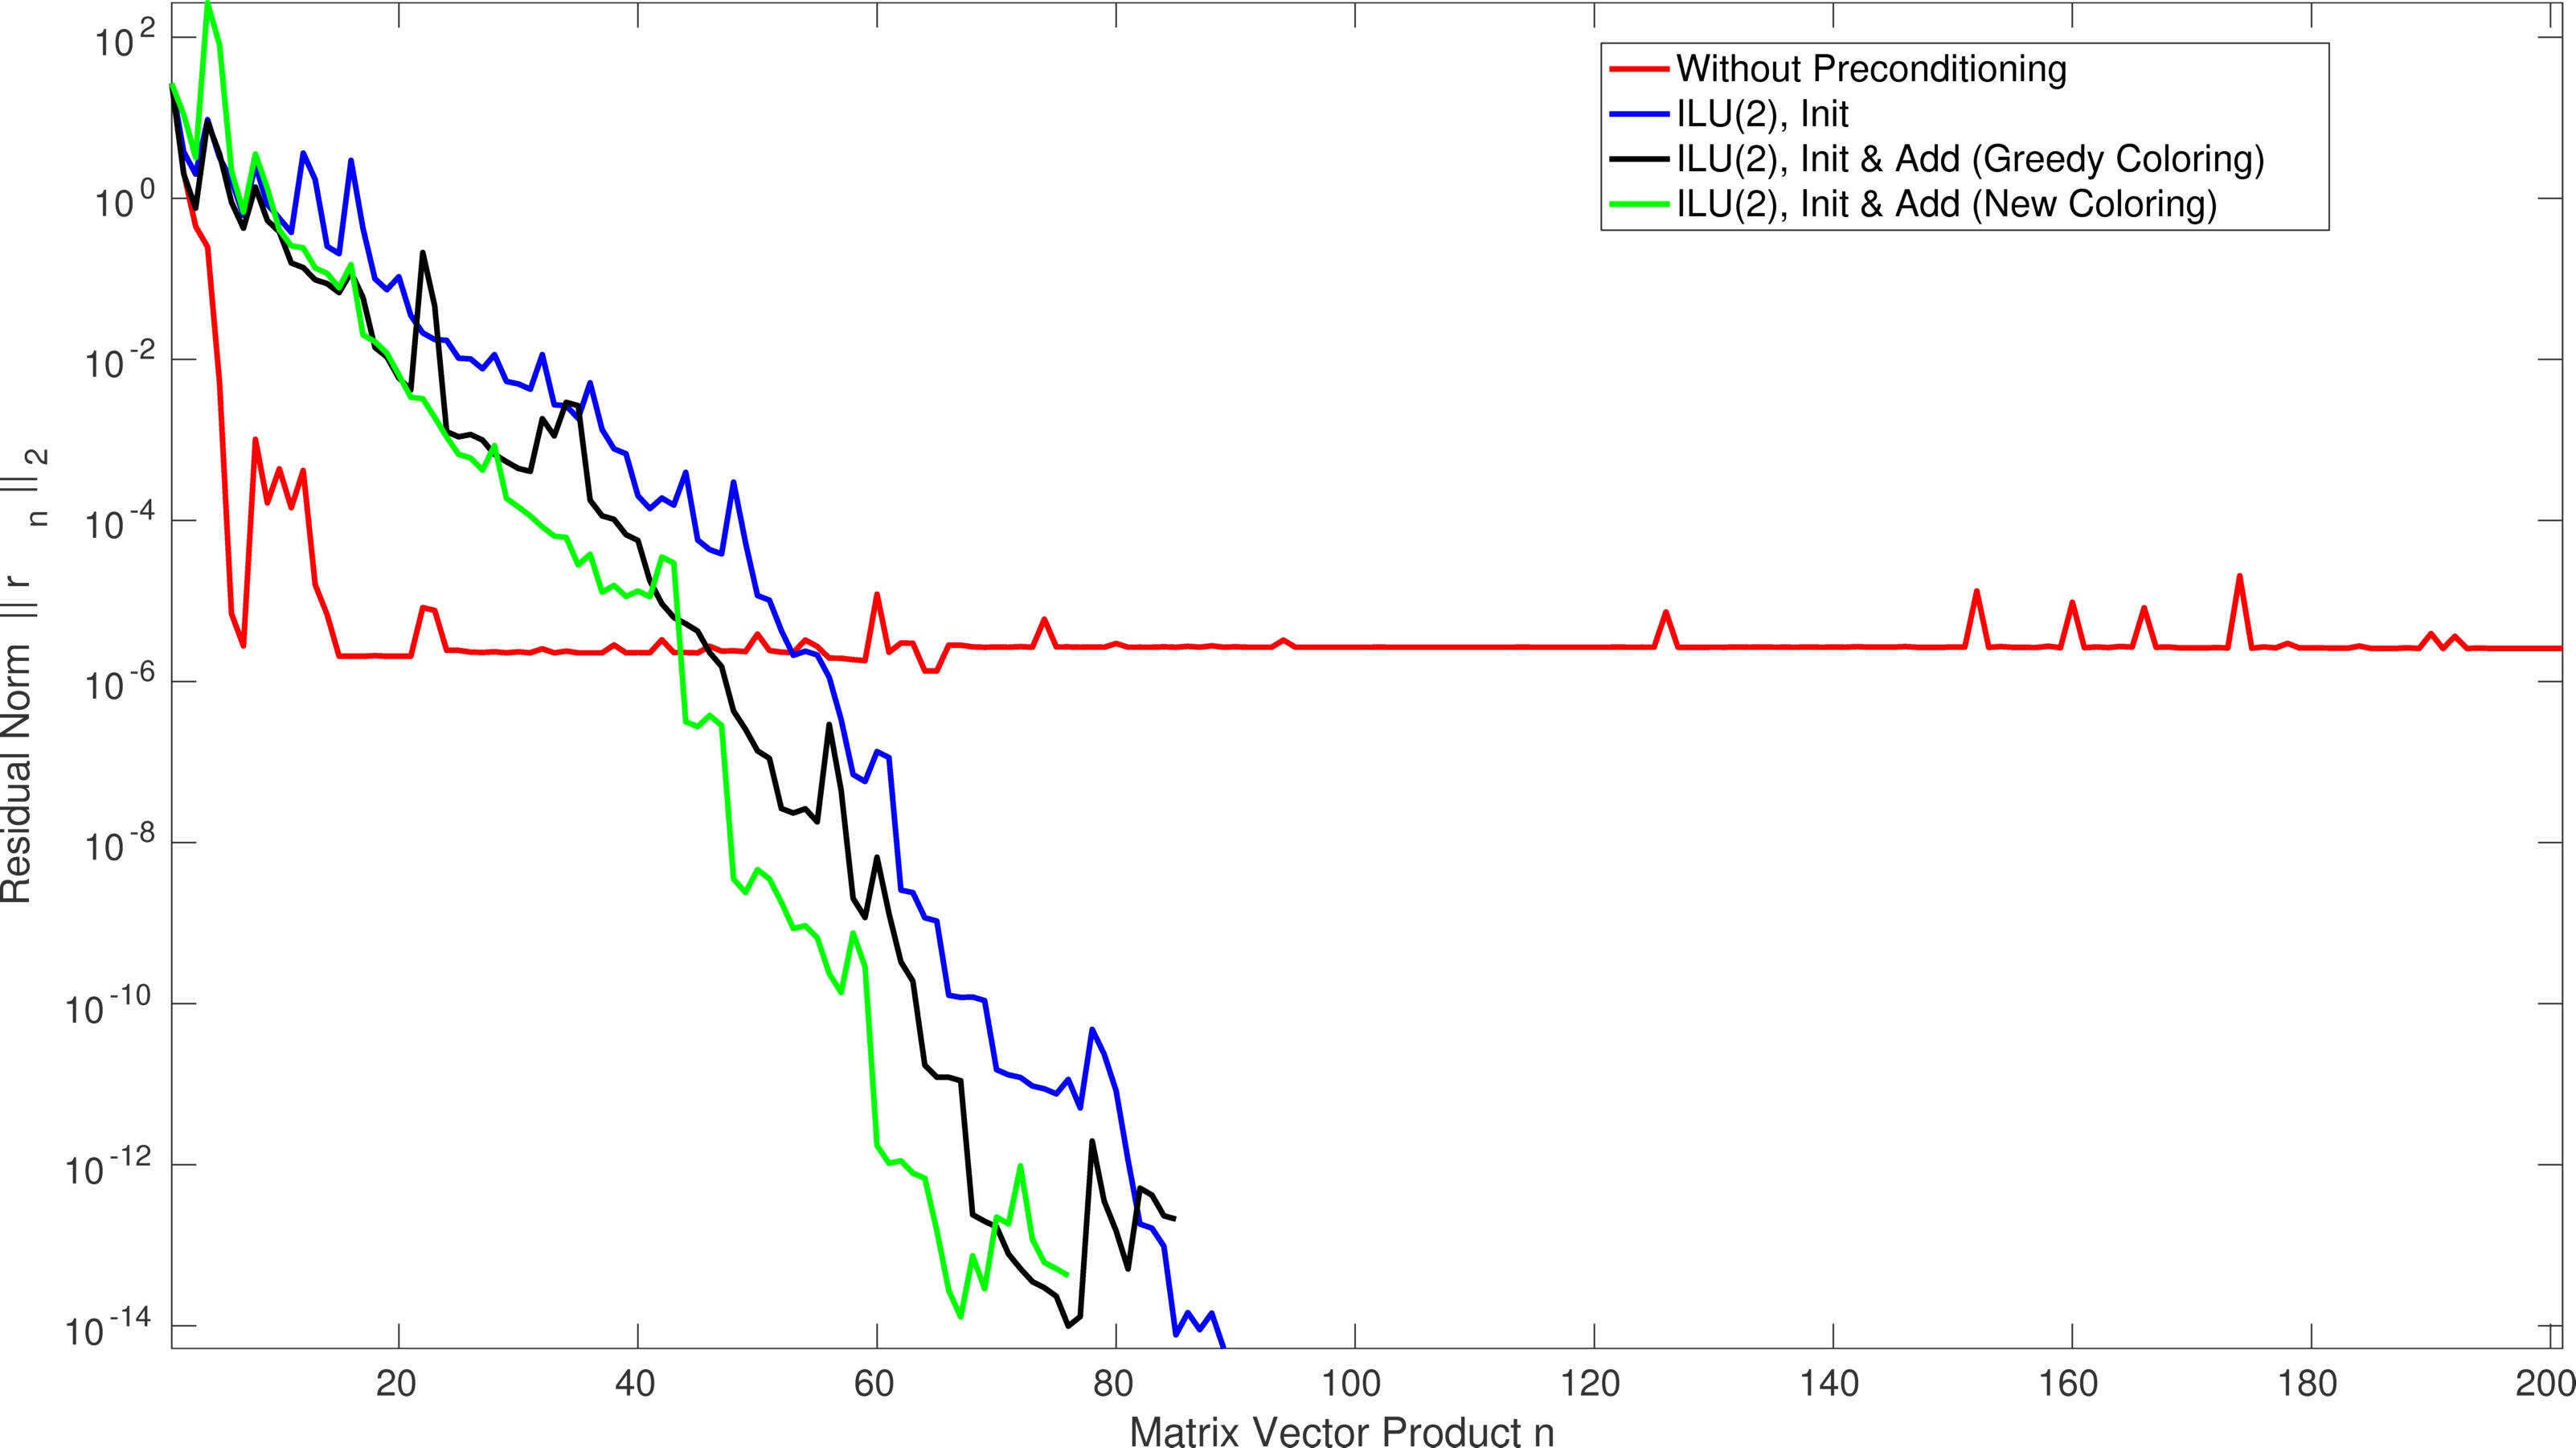 Without Preconditioning
ILU(2), Init
ILU(2), Init & Add (Greedy Coloring)
ILU(2), Init & Add (New Coloring)
10^2
10^0
10^-2
10^-4
10^-6
10^-8
10^-10
10^-12
10^-14
Residual Norm || r_n ||_2
20 40 60 80 100 120 140 160 180 200
Matrix Vector Product n